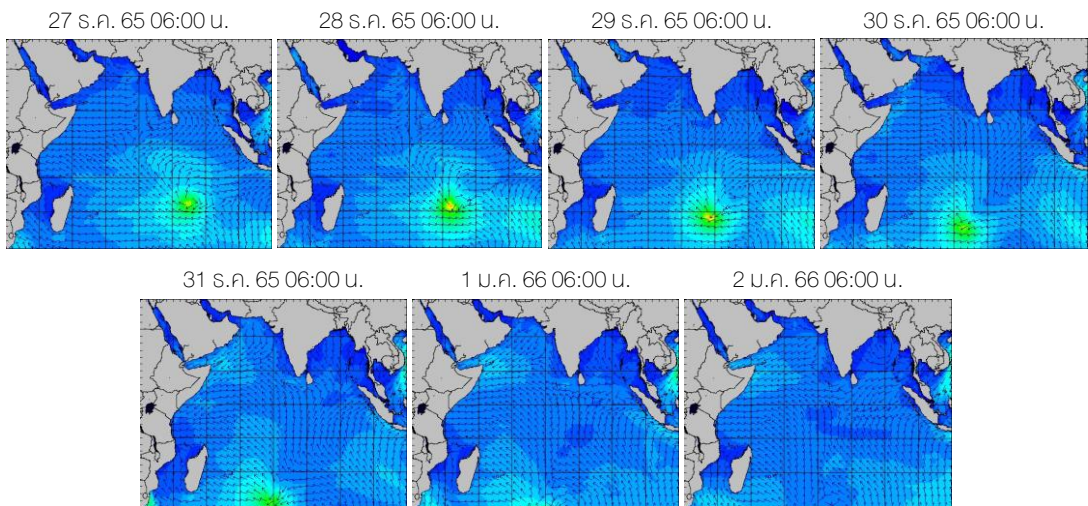 27 ธ.ค. 65 06:00 น.
28 ธ.ค. 65 06:00 น.
29 ธ.ค. 65 06:00 น.
30 ธ.ค. 65 06:00 น.
31 ธ.ค. 65 06:00 น.
1 ม.ค. 66 06:00 น.
2 ม.ค. 66 06:00 น.